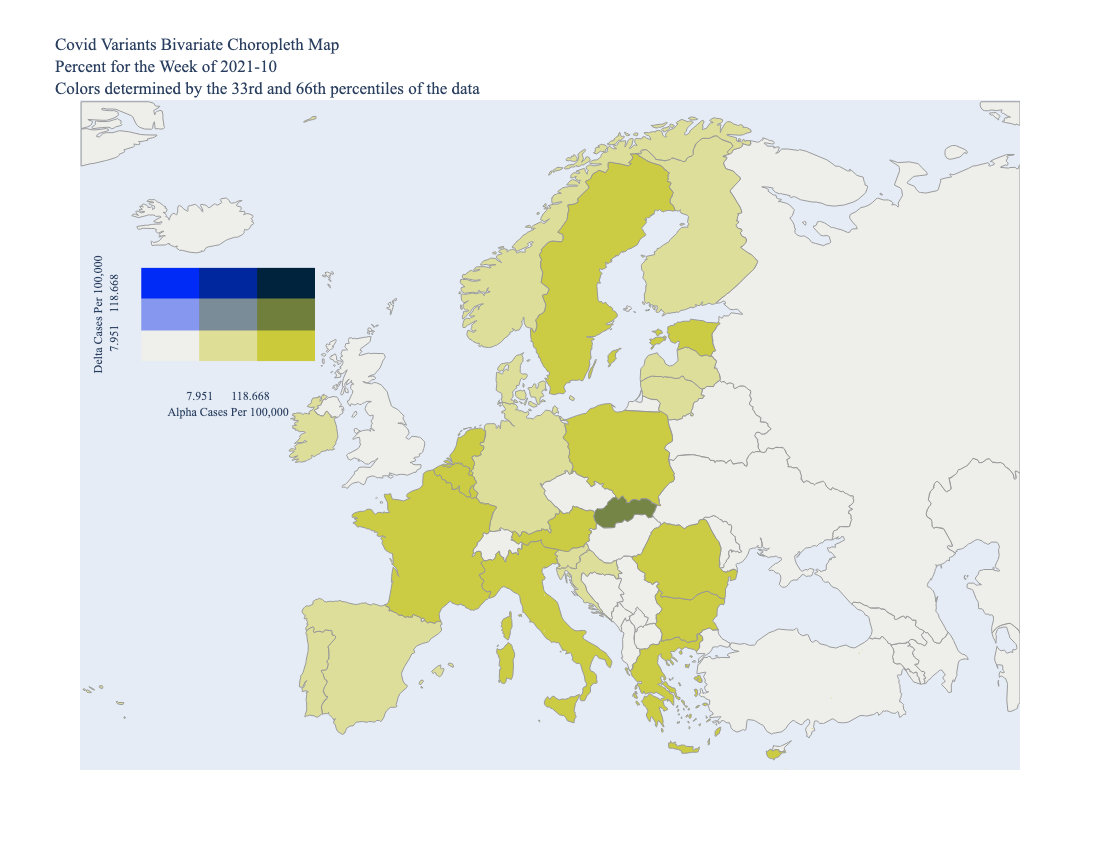 Covid Variants Bivariate Choropleth Map
Percent for the Week of 2021-10
Colors determined by the 33rd and 66th percentiles of the data
Delta Cases Per 100,000
7.951 118.668
7.951 118.668
Alpha Cases Per 100,000